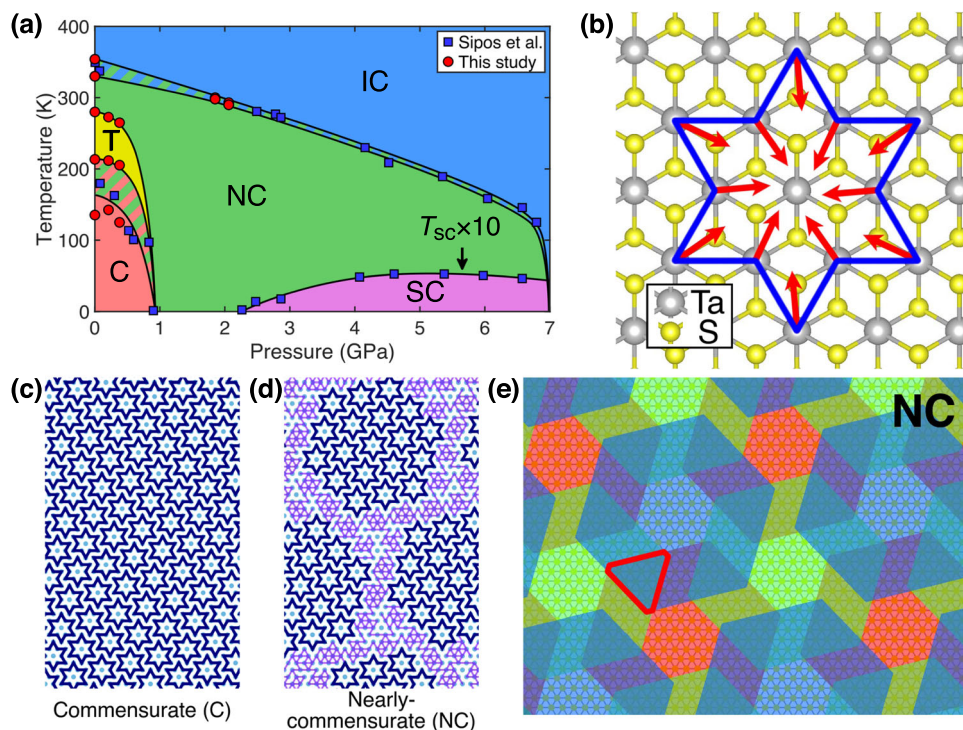 (a)
400
300
200
100
0
Temperature (K)
0 1 2 3 4 5 6 7
Pressure (GPa)
Sipos et al.
This study
IC
T
NC
C
T_SC×10
SC
(b)
Ta
S
(c)
Commensurate (C)
(d)
Nearly-
commensurate (NC)
(e)
NC